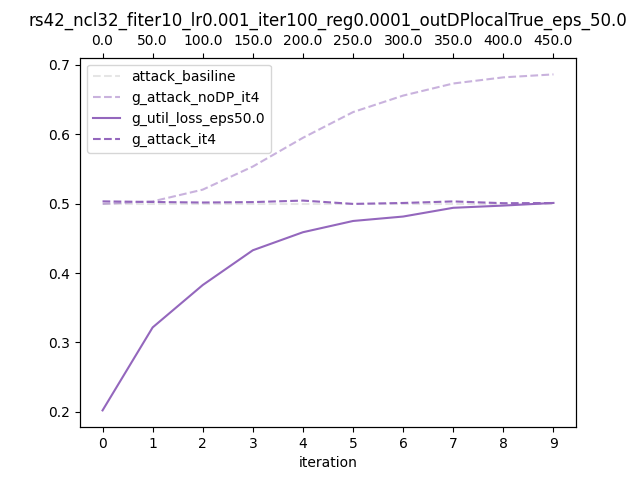 rs42_ncl32_fiter10_lr0.001_iter100_reg0.0001_outDPlocalTrue_eps_50.0
0.0 50.0 100.0 150.0 200.0 250.0 300.0 350.0 400.0 450.0
attack_basiline
g_attack_noDP_it4
g_util_loss_eps50.0
g_attack_it4
0.7
0.6
0.5
0.4
0.3
0.2
0 1 2 3 4 5 6 7 8 9
iteration